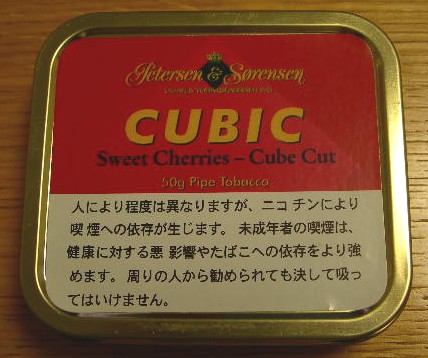 Petersen & Sørensen
CUBIC
Sweet Cherries – Cube Cut
50g Pipe Tobacco
人により程度は異なりますが、ニコ チンにより
喫 煙への依存が生じます。 未成年者の喫煙は、
健康に対する悪 影響やたばこへの依存をより強
めます。 周りの人から勧められても決して吸っ
てはいけません。